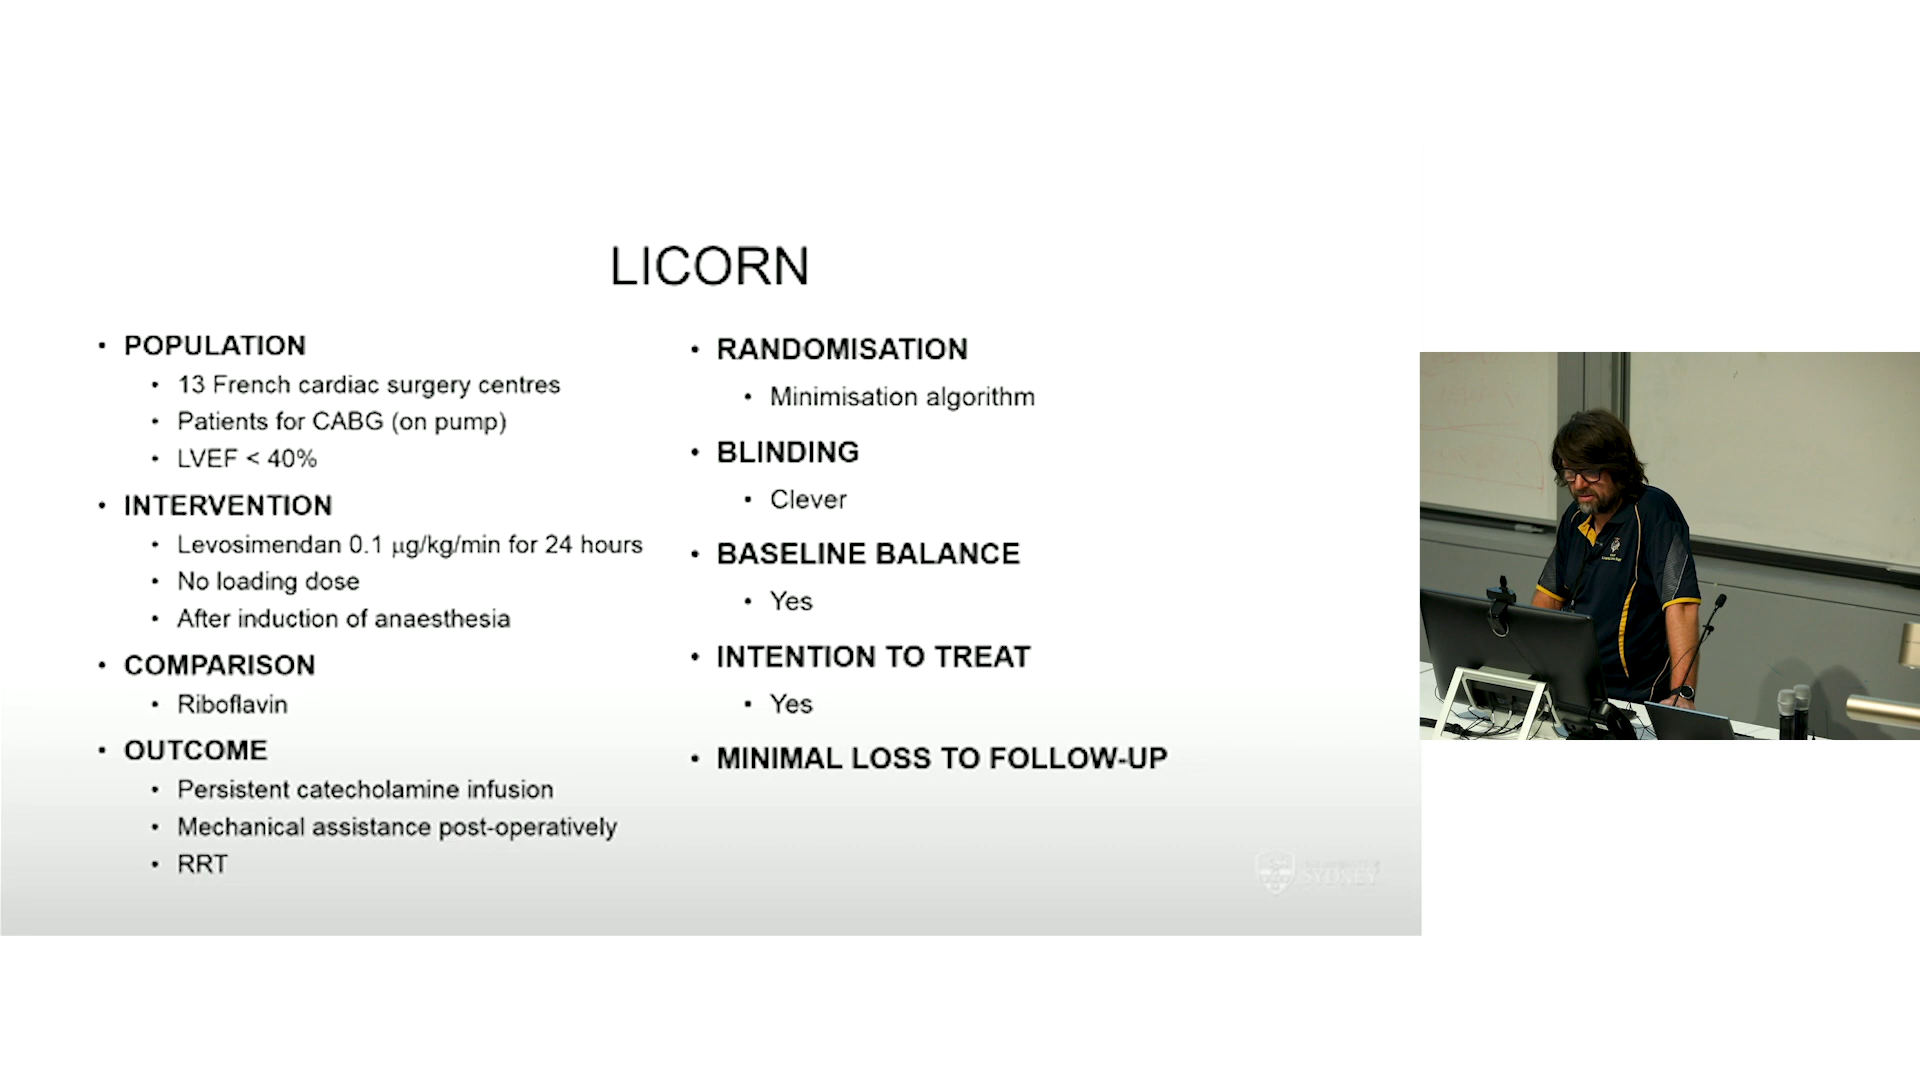 LICORN
• POPULATION
• 13 French cardiac surgery centres
• Patients for CABG (on pump)
• LVEF < 40%
• INTERVENTION
• Levosimendan 0.1 μg/kg/min for 24 hours
• No loading dose
• After induction of anaesthesia
• COMPARISON
• Riboflavin
• OUTCOME
• Persistent catecholamine infusion
• Mechanical assistance post-operatively
• RRT
• RANDOMISATION
• Minimisation algorithm
• BLINDING
• Clever
• BASELINE BALANCE
• Yes
• INTENTION TO TREAT
• Yes
• MINIMAL LOSS TO FOLLOW-UP
SYDNEY